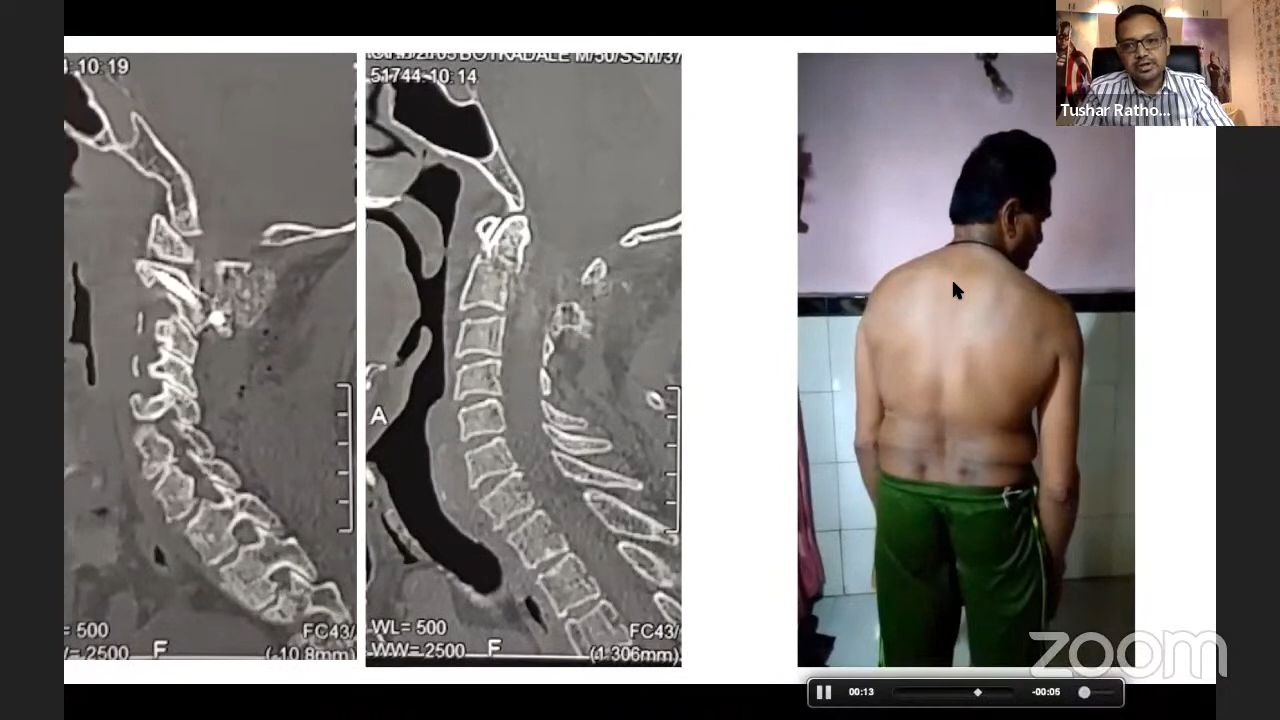 :10:19
BOTRADALE M/50/SSM/37
51744:10:14
Tushar Ratho...
A
= 500
= 2500
F
FC43/
(-10.8mm)
WL= 500
WW= 2500
F
FC43/
(1.306mm)
zoom
00:13
-00:05